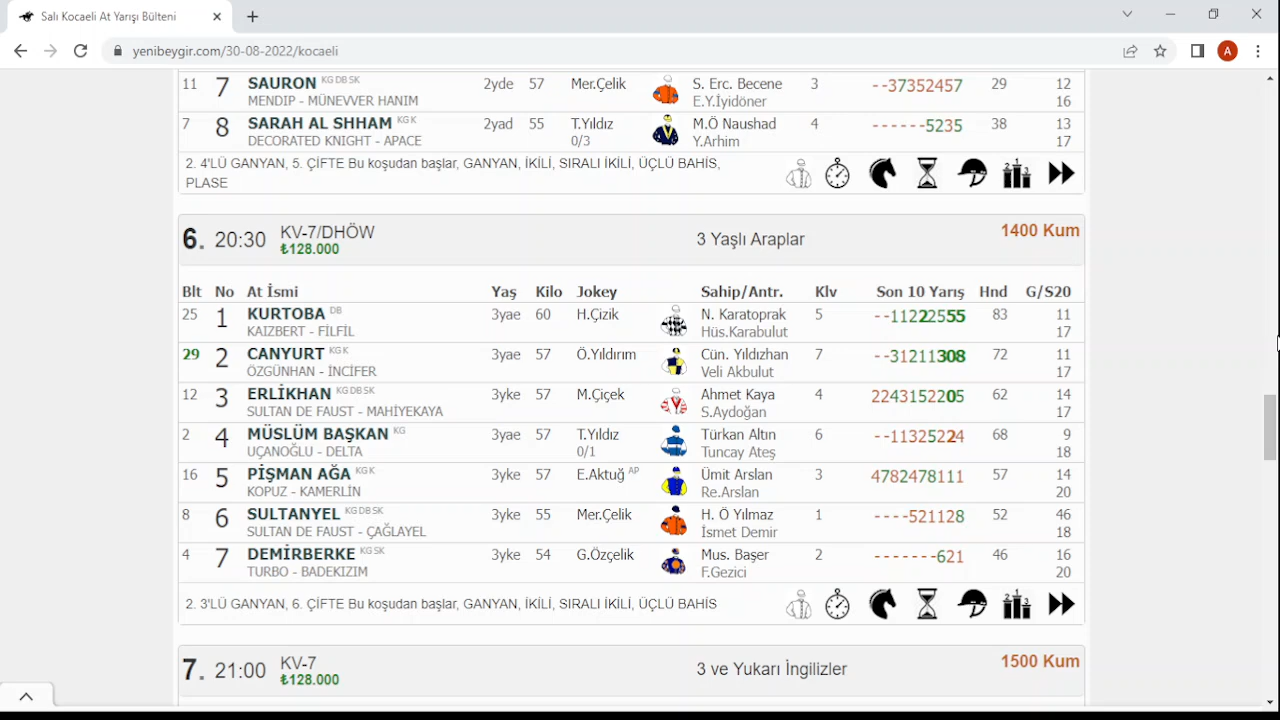 Salı Kocaeli At Yarışı Bülteni
yenibeygir.com/30-08-2022/kocaeli
A
11 7 SAURON KG DB SK 2yde 57 Mer.Çelik S. Erc. Becene 3 --37352457 29 12
MENDIP - MÜNEVVER HANIM E.Y.İyidöner 16
7 8 SARAH AL SHHAM KG K 2yad 55 T.Yıldız M.Ö Naushad 4 ------5235 38 13
DECORATED KNIGHT - APACE 0/3 Y.Arhim 17
2. 4'LÜ GANYAN, 5. ÇİFTE Bu koşudan başlar, GANYAN, İKİLİ, SIRALI İKİLİ, ÜÇLÜ BAHİS,
PLASE
6. 20:30 KV-7/DHÖW 3 Yaşlı Araplar 1400 Kum
₺128.000
Blt No At İsmi Yaş Kilo Jokey Sahip/Antr. Klv Son 10 Yarış Hnd G/S20
25 1 KURTOBA DB 3yae 60 H.Çizik N. Karatoprak 5 --11222555 83 11
KAIZBERT - FİLFİL Hüs.Karabulut 17
29 2 CANYURT KG K 3yae 57 Ö.Yıldırım Cün. Yıldızhan 7 --31211308 72 11
ÖZGÜNHAN - İNCİFER Veli Akbulut 17
12 3 ERLİKHAN KG DB SK 3yke 57 M.Çiçek Ahmet Kaya 4 2243152205 62 14
SULTAN DE FAUST - MAHİYEKAYA S.Aydoğan 17
2 4 MÜSLÜM BAŞKAN KG 3yae 57 T.Yıldız Türkan Altın 6 --11325224 68 9
UÇANOĞLU - DELTA 0/1 Tuncay Ateş 18
16 5 PİŞMAN AĞA KG K 3yke 57 E.Aktuğ AP Ümit Arslan 3 4782478111 57 14
KOPUZ - KAMERLİN Re.Arslan 20
8 6 SULTANYEL KG DB SK 3yke 55 Mer.Çelik H. Ö Yılmaz 1 ----521128 52 46
SULTAN DE FAUST - ÇAĞLAYEL İsmet Demir 18
4 7 DEMİRBERKE KG SK 3yke 54 G.Özçelik Mus. Başer 2 -------621 46 16
TURBO - BADEKIZIM F.Gezici 20
2. 3'LÜ GANYAN, 6. ÇİFTE Bu koşudan başlar, GANYAN, İKİLİ, SIRALI İKİLİ, ÜÇLÜ BAHİS
7. 21:00 KV-7 3 ve Yukarı İngilizler 1500 Kum
₺128.000